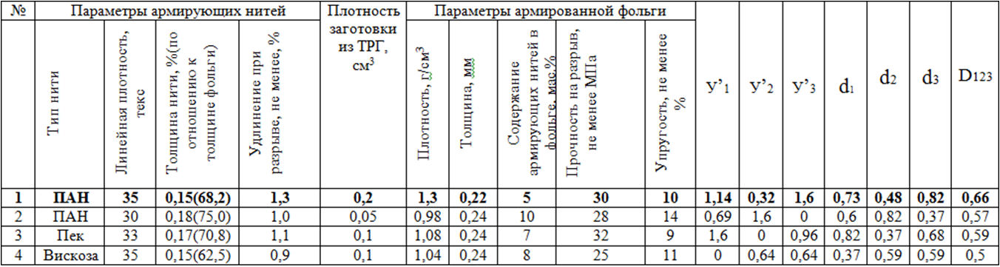 № Параметры армирующих нитей Плотность заготовки из ТРГ, см³ Параметры армированной фольги У’1 У’2 У’3 d1 d2 d3 D123
Тип нити
Линейная плотность, текс
Толщина нити, %(по отношению к толщине фольги)
Удлинение при разрыве, не менее, %
Плотность, г/см³
Толщина, мм
Содержание армирующих нитей в фольге, мас.%
Прочность на разрыв, не менее МПа
Упругость, не менее %
1 ПАН 35 0,15(68,2) 1,3 0,2 1,3 0,22 5 30 10 1,14 0,32 1,6 0,73 0,48 0,82 0,66
2 ПАН 30 0,18(75,0) 1,0 0,05 0,98 0,24 10 28 14 0,69 1,6 0 0,6 0,82 0,37 0,57
3 Пек 33 0,17(70,8) 1,1 0,1 1,08 0,24 7 32 9 1,6 0 0,96 0,82 0,37 0,68 0,59
4 Вискоза 35 0,15(62,5) 0,9 0,1 1,04 0,24 8 25 11 0 0,64 0,64 0,37 0,59 0,59 0,5